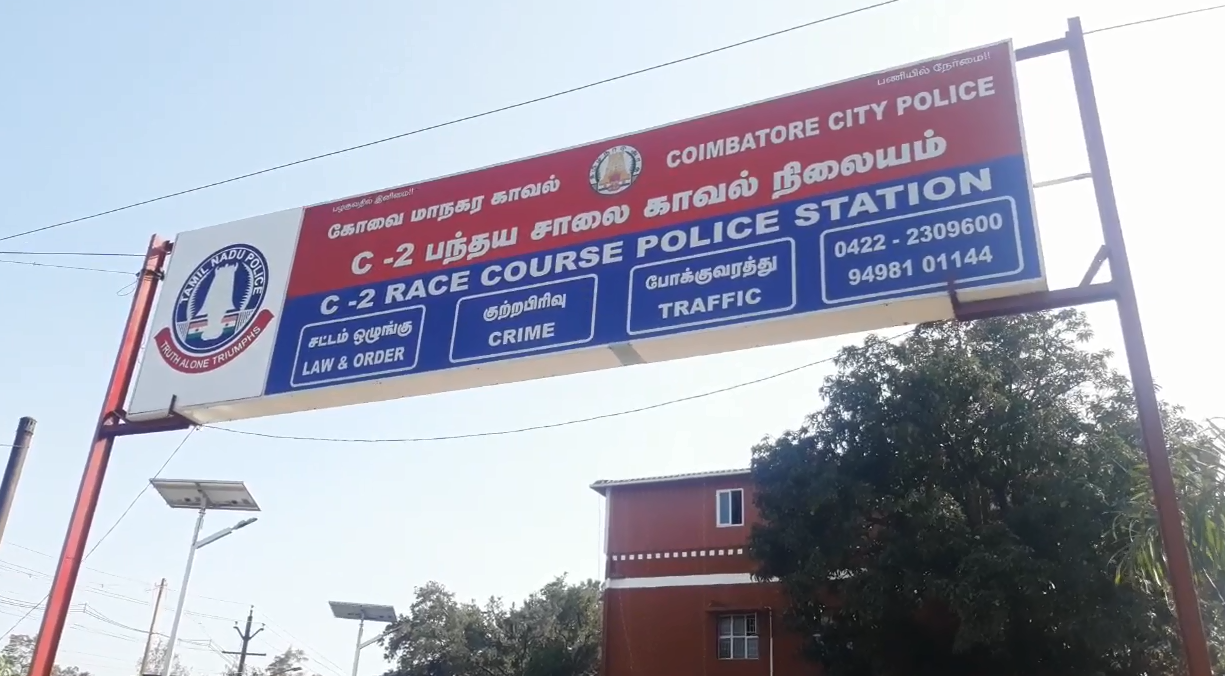 பழகுவதில் இனிமை!!
பணியில் நேர்மை!!
கோவை மாநகர காவல்
COIMBATORE CITY POLICE
C -2 பந்தய சாலை காவல் நிலையம்
C -2 RACE COURSE POLICE STATION
TAMIL NADU POLICE
TRUTH ALONE TRIUMPHS
சட்டம் ஒழுங்கு
LAW & ORDER
குற்றபிரிவு
CRIME
போக்குவரத்து
TRAFFIC
0422 - 2309600
94981 01144